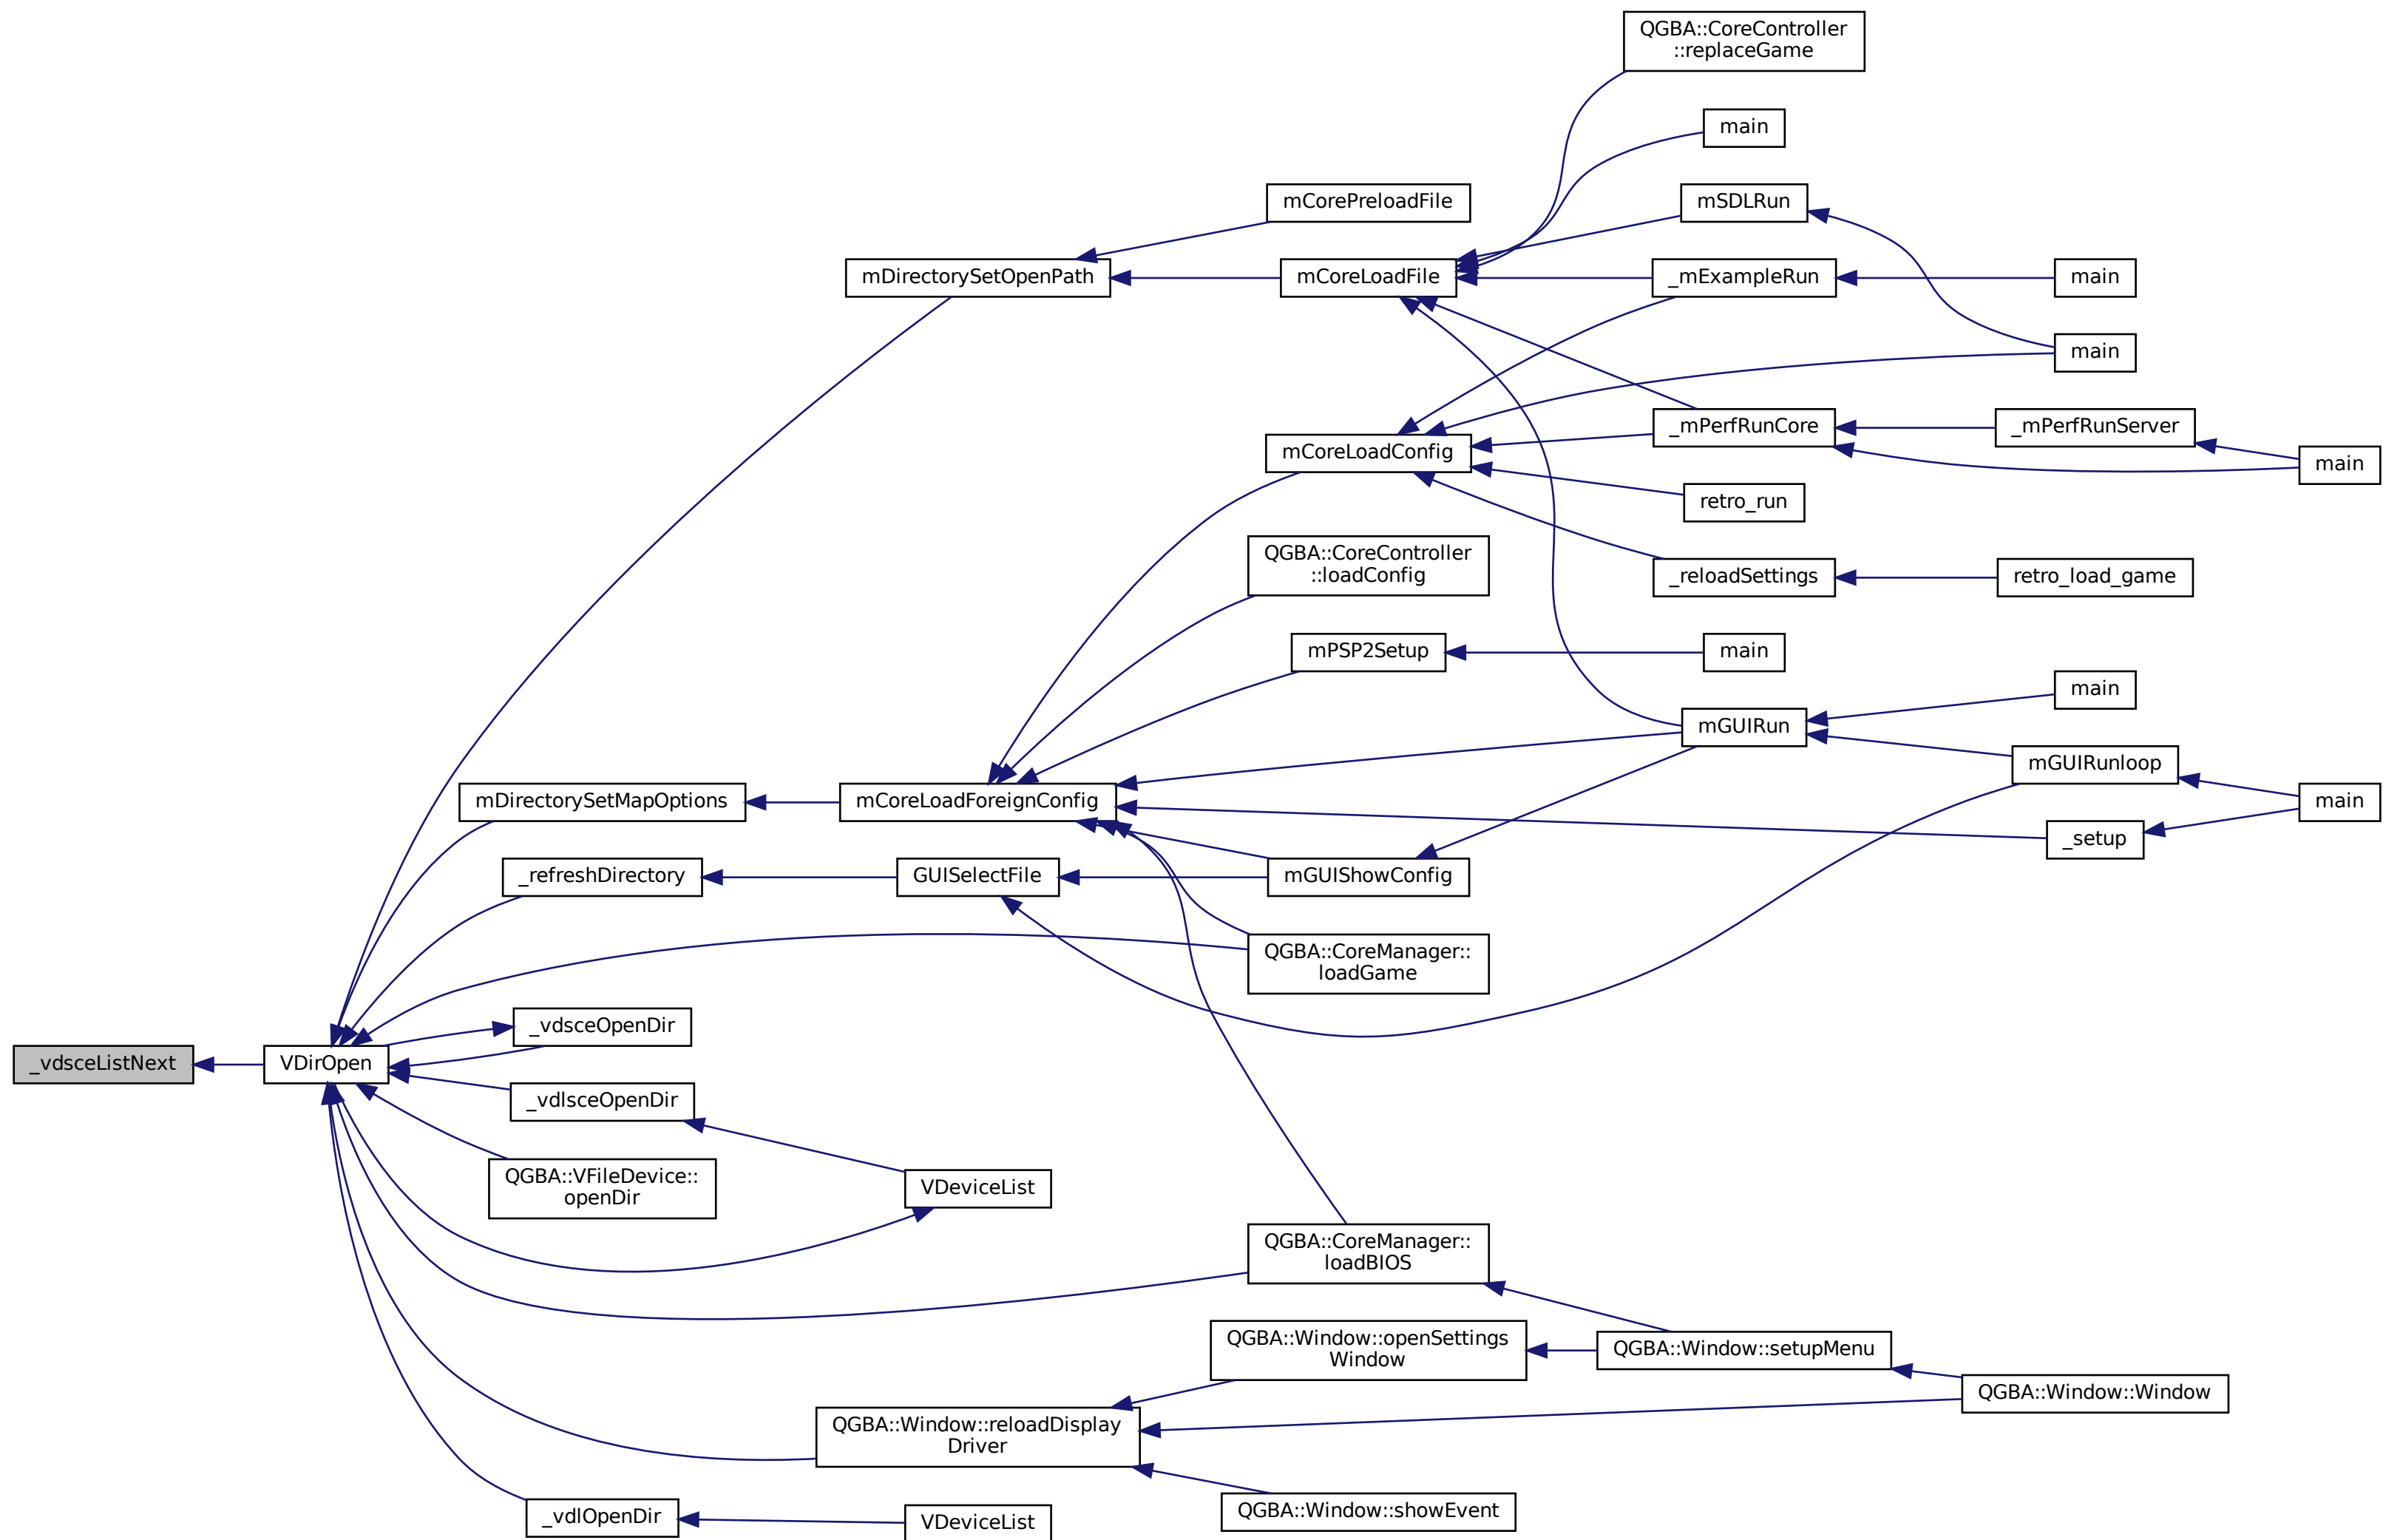 QGBA::CoreController
::replaceGame
main
mCorePreloadFile
mSDLRun
mDirectorySetOpenPath
mCoreLoadFile
_mExampleRun
main
main
mCoreLoadConfig
_mPerfRunCore
_mPerfRunServer
main
retro_run
QGBA::CoreController
::loadConfig
_reloadSettings
retro_load_game
mPSP2Setup
main
main
mGUIRun
mGUIRunloop
mDirectorySetMapOptions
mCoreLoadForeignConfig
main
_setup
_refreshDirectory
GUISelectFile
mGUIShowConfig
QGBA::CoreManager::
loadGame
_vdsceOpenDir
_vdsceListNext
VDirOpen
_vdlsceOpenDir
QGBA::VFileDevice::
openDir
VDeviceList
QGBA::CoreManager::
loadBIOS
QGBA::Window::openSettings
Window
QGBA::Window::setupMenu
QGBA::Window::Window
QGBA::Window::reloadDisplay
Driver
QGBA::Window::showEvent
_vdlOpenDir
VDeviceList